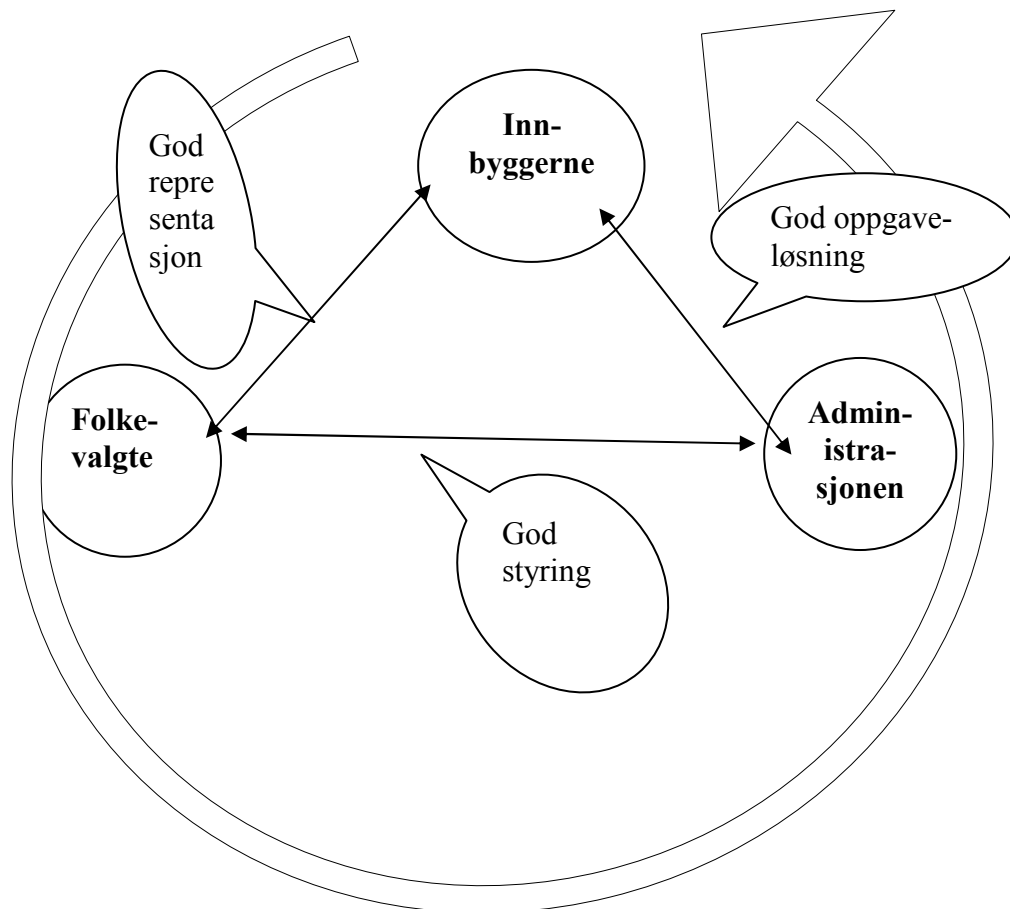 Inn-
byggerne
God
repre
senta
sjon
God oppgave-
løsning
Folke-
valgte
Admin-
istra-
sjonen
God
styring